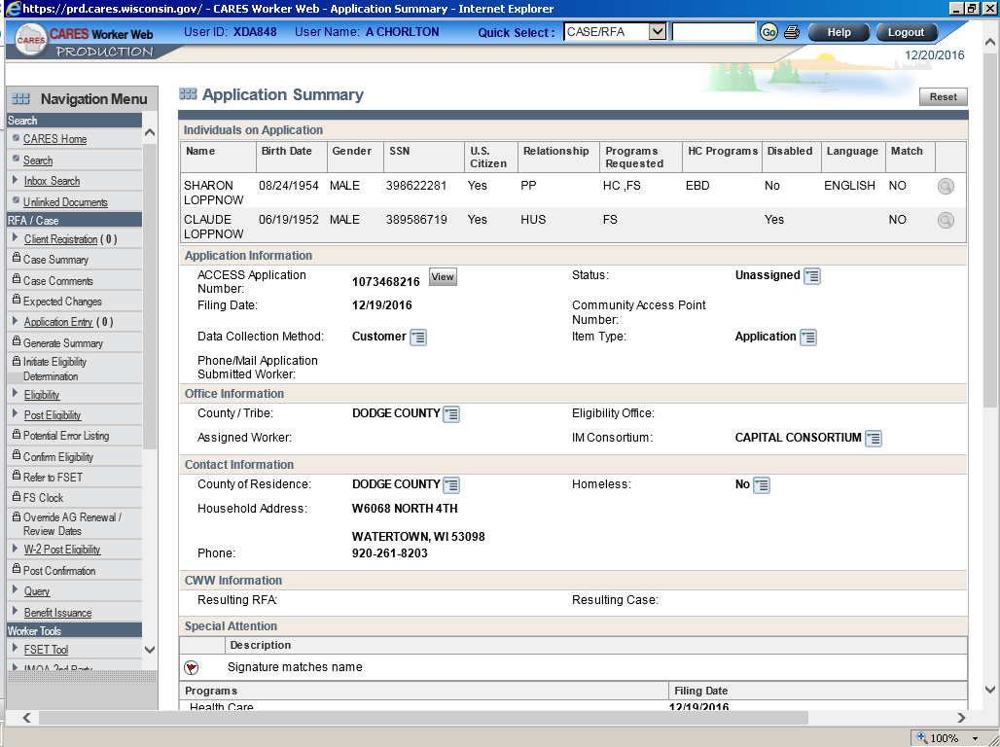 https://prd.cares.wisconsin.gov/ - CARES Worker Web - Application Summary - Internet Explorer
CARES CARES Worker Web User ID: XDA848 User Name: A CHORLTON Quick Select : CASE/RFA Go Help Logout
PRODUCTION
12/20/2016
Navigation Menu
Search
CARES Home
Search
Inbox Search
Unlinked Documents
RFA / Case
Client Registration ( 0 )
Case Summary
Case Comments
Expected Changes
Application Entry ( 0 )
Generate Summary
Initiate Eligibility
Determination
Eligibility
Post Eligibility
Potential Error Listing
Confirm Eligibility
Refer to FSET
FS Clock
Override AG Renewal /
Review Dates
W-2 Post Eligibility
Post Confirmation
Query
Benefit Issuance
Worker Tools
FSET Tool
IMQA 2nd Party
Application Summary
Reset
Individuals on Application
Name Birth Date Gender SSN U.S. Citizen Relationship Programs Requested HC Programs Disabled Language Match
SHARON LOPPNOW 08/24/1954 MALE 398622281 Yes PP HC ,FS EBD No ENGLISH NO
CLAUDE LOPPNOW 06/19/1952 MALE 389586719 Yes HUS FS Yes NO
Application Information
ACCESS Application Number: 1073468216 View Status: Unassigned
Filing Date: 12/19/2016 Community Access Point Number:
Data Collection Method: Customer Item Type: Application
Phone/Mail Application
Submitted Worker:
Office Information
County / Tribe: DODGE COUNTY Eligibility Office:
Assigned Worker: IM Consortium: CAPITAL CONSORTIUM
Contact Information
County of Residence: DODGE COUNTY Homeless: No
Household Address: W6068 NORTH 4TH
WATERTOWN, WI 53098
Phone: 920-261-8203
CWW Information
Resulting RFA: Resulting Case:
Special Attention
Description
Signature matches name
Programs Filing Date
Health Care 12/19/2016
100%